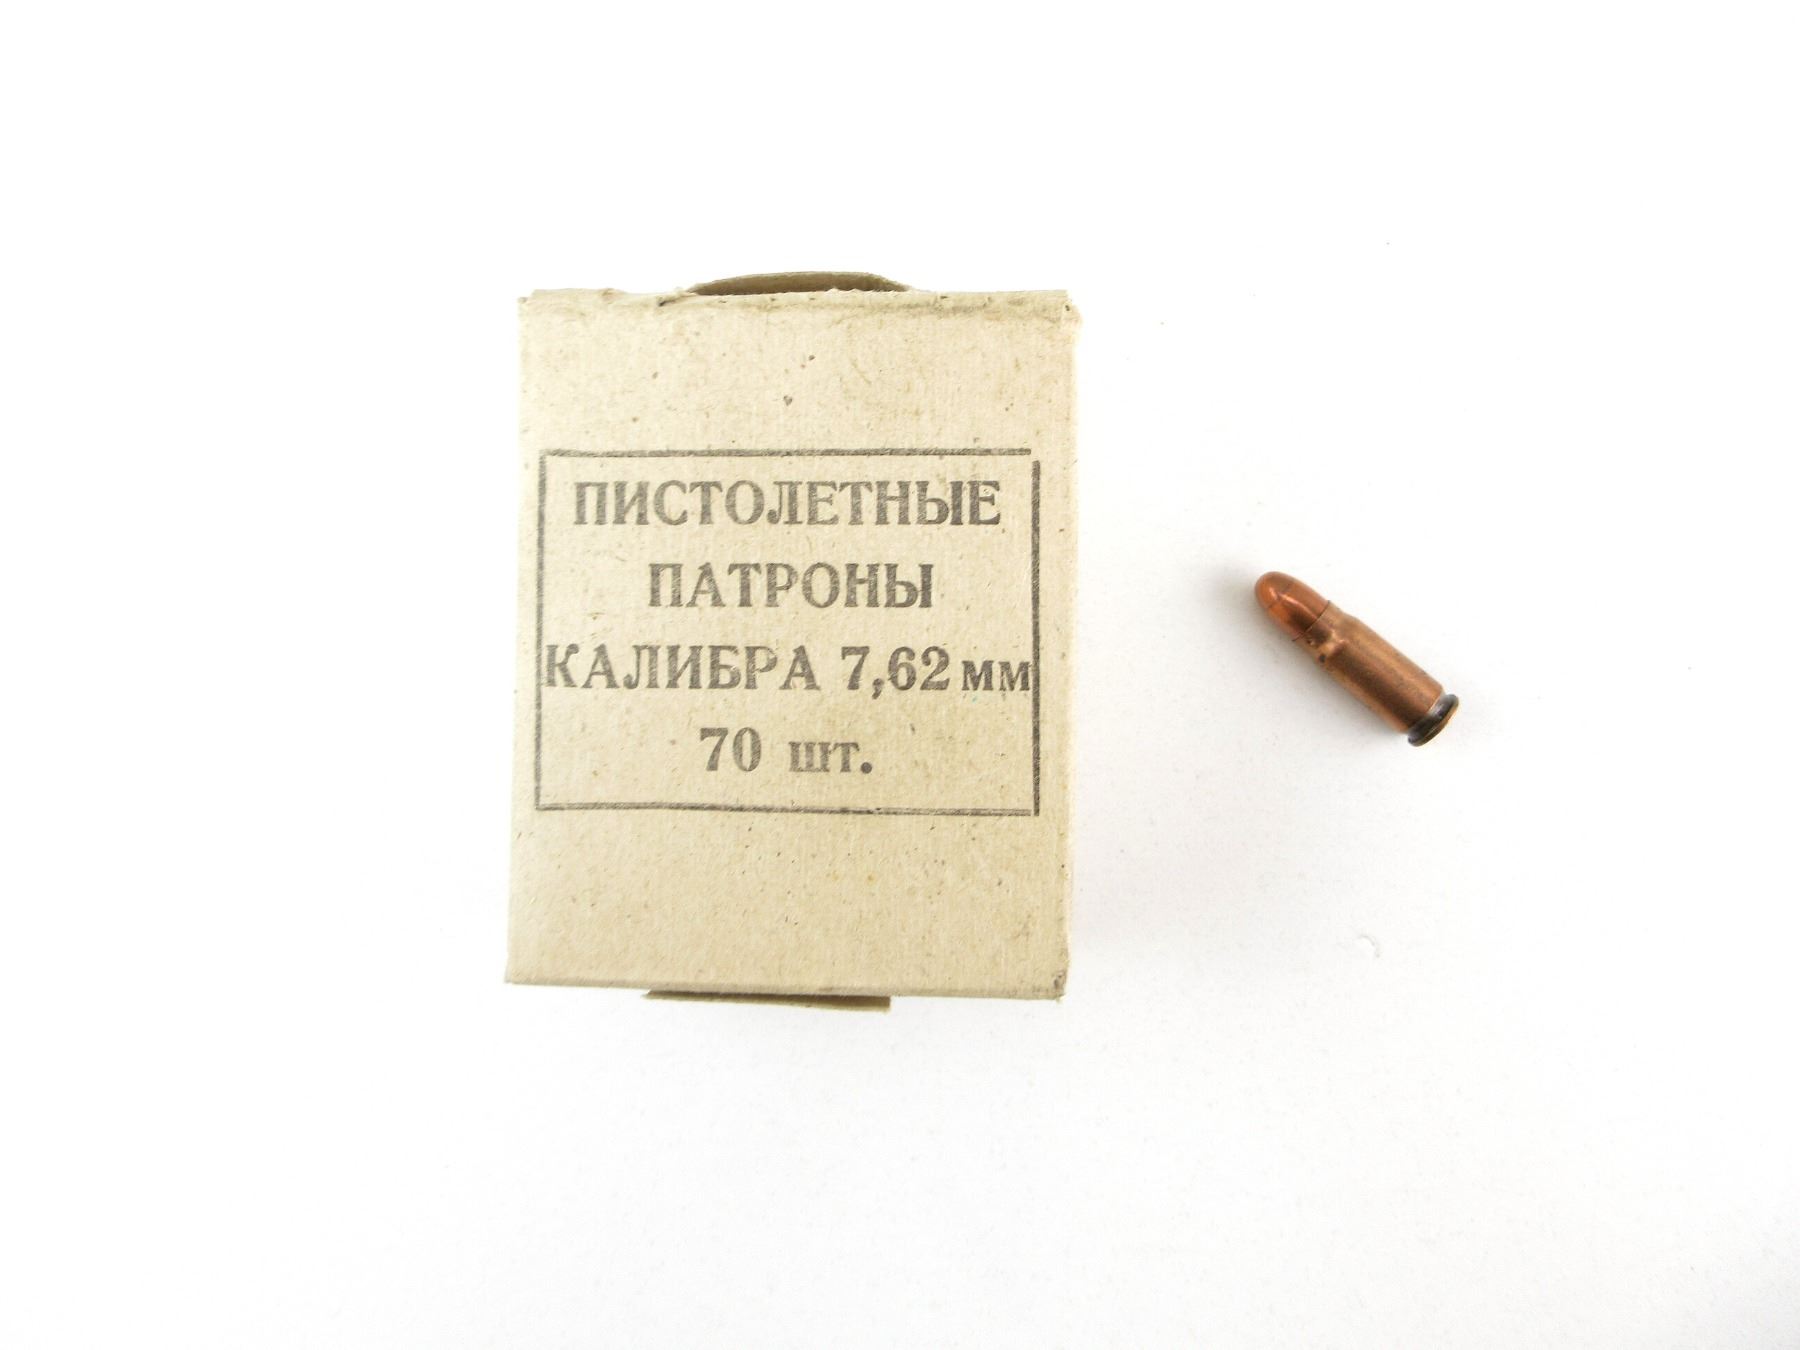 ПИСТОЛЕТНЫЕ
ПАТРОНЫ
КАЛИБРА 7,62 мм
70 шт.